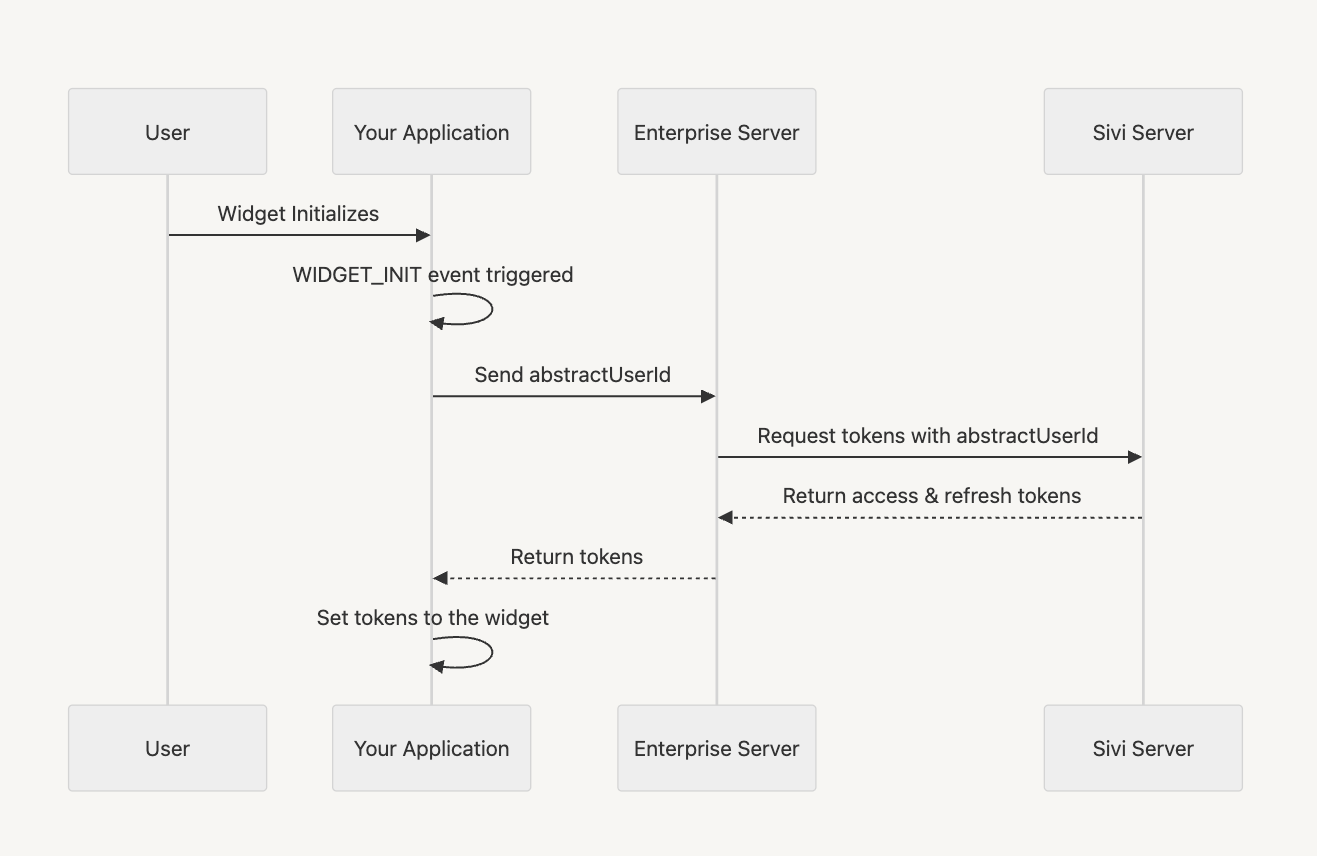 User
Your Application
Enterprise Server
Sivi Server
Widget Initializes
WIDGET_INIT event triggered
Send abstractUserId
Request tokens with abstractUserId
Return access & refresh tokens
Return tokens
Set tokens to the widget
User
Your Application
Enterprise Server
Sivi Server